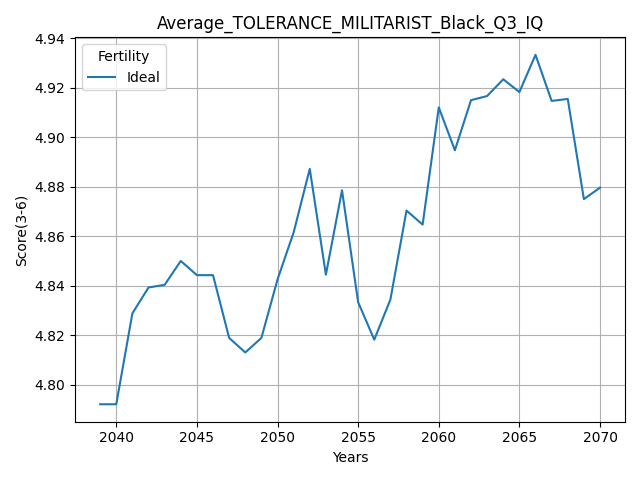 Average_TOLERANCE_MILITARIST_Black_Q3_IQ
Fertility
Ideal
Score(3-6)
4.94
4.92
4.90
4.88
4.86
4.84
4.82
4.80
2040 2045 2050 2055 2060 2065 2070
Years